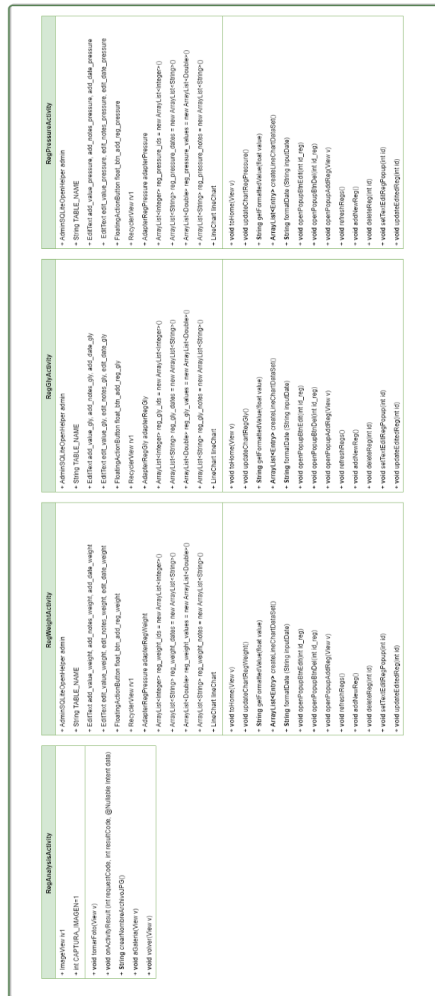 RegAnalysisActivity
+ ImageView iv1
+ int CAPTURA_IMAGEN=1
+ void tomarFoto(View v)
+ void onActivityResult (int requestCode, int resultCode, @Nullable Intent data)
+ String crearNombreArchivoJPG()
+ void aGaleria(View v)
+ void volver(View v)
RegWeightActivity
+ AdminSQLiteOpenHelper admin
+ String TABLE_NAME
+ EditText add_value_weight, add_notes_weight, add_date_weight
+ EditText edit_value_weight, edit_notes_weight, edit_date_weight
+ FloatingActionButton float_btn_add_reg_weight
+ RecyclerView rv1
+ AdapterRegPressure adapterRegWeight
+ ArrayList<Integer> reg_weight_ids = new ArrayList<Integer>()
+ ArrayList<String> reg_weight_dates = new ArrayList<String>()
+ ArrayList<Double> reg_weight_values = new ArrayList<Double>()
+ ArrayList<String> reg_weight_notes = new ArrayList<String>()
+ LineChart lineChart
+ void toHome(View v)
+ void updateChartRegWeight()
+ String getFormattedValue(float value)
+ ArrayList<Entry> createLineChartDataSet()
+ String formatDate (String inputDate)
+ void openPopupBtnEdit(int id_reg)
+ void openPopupBtnDel(int id_reg)
+ void openPopupAddReg(View v)
+ void refreshRegs()
+ void addNewReg()
+ void deleteReg(int id)
+ void setTextEditRegPopup(int id)
+ void updateEditedReg(int id)
RegGlyActivity
+ AdminSQLiteOpenHelper admin
+ String TABLE_NAME
+ EditText add_value_gly, add_notes_gly, add_date_gly
+ EditText edit_value_gly, edit_notes_gly, edit_date_gly
+ FloatingActionButton float_btn_add_reg_gly
+ RecyclerView rv1
+ AdapterRegGly adapterRegGly
+ ArrayList<Integer> reg_gly_ids = new ArrayList<Integer>()
+ ArrayList<String> reg_gly_dates = new ArrayList<String>()
+ ArrayList<Double> reg_gly_values = new ArrayList<Double>()
+ ArrayList<String> reg_gly_notes = new ArrayList<String>()
+ LineChart lineChart
+ void toHome(View v)
+ void updateChartRegGly()
+ String getFormattedValue(float value)
+ ArrayList<Entry> createLineChartDataSet()
+ String formatDate (String inputDate)
+ void openPopupBtnEdit(int id_reg)
+ void openPopupBtnDel(int id_reg)
+ void openPopupAddReg(View v)
+ void refreshRegs()
+ void addNewReg()
+ void deleteReg(int id)
+ void setTextEditRegPopup(int id)
+ void updateEditedReg(int id)
RegPressureActivity
+ AdminSQLiteOpenHelper admin
+ String TABLE_NAME
+ EditText add_value_pressure, add_notes_pressure, add_date_pressure
+ EditText edit_value_pressure, edit_notes_pressure, edit_date_pressure
+ FloatingActionButton float_btn_add_reg_pressure
+ RecyclerView rv1
+ AdapterRegPressure adapterPressure
+ ArrayList<Integer> reg_pressure_ids = new ArrayList<Integer>()
+ ArrayList<String> reg_pressure_dates = new ArrayList<String>()
+ ArrayList<Double> reg_pressure_values = new ArrayList<Double>()
+ ArrayList<String> reg_pressure_notes = new ArrayList<String>()
+ LineChart lineChart
+ void toHome(View v)
+ void updateChartRegPressure()
+ String getFormattedValue(float value)
+ ArrayList<Entry> createLineChartDataSet()
+ String formatDate (String inputDate)
+ void openPopupBtnEdit(int id_reg)
+ void openPopupBtnDel(int id_reg)
+ void openPopupAddReg(View v)
+ void refreshRegs()
+ void addNewReg()
+ void deleteReg(int id)
+ void setTextEditRegPopup(int id)
+ void updateEditedReg(int id)